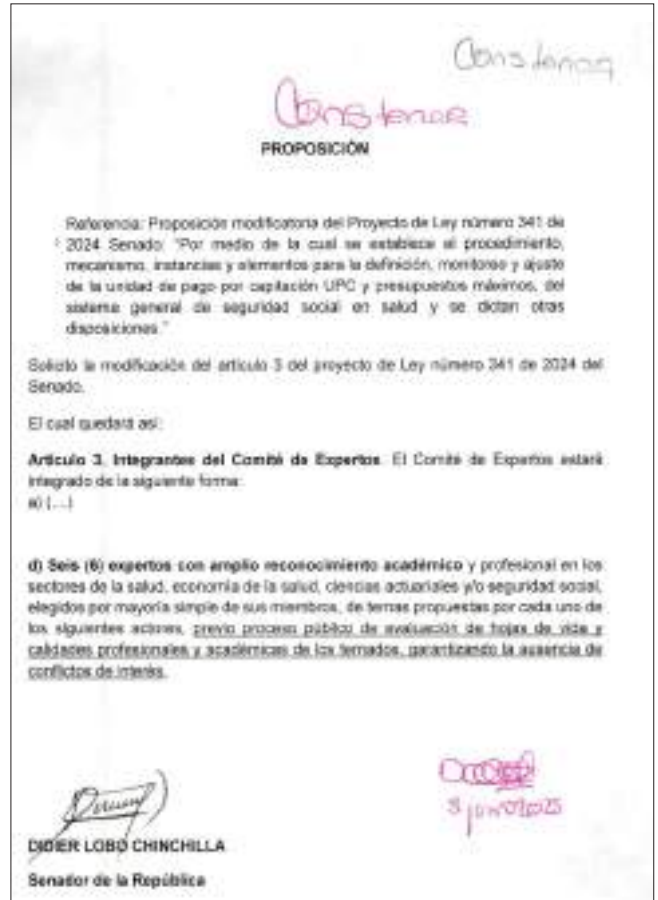 Constancia
Constancia
PROPOSICIÓN
Referencia: Proposición modificatoria del Proyecto de Ley número 341 de
2024 Senado: "Por medio de la cual se establece el procedimiento,
mecanismo, instancias y elementos para la definición, monitoreo y ajuste
de la unidad de pago por capitación UPC y presupuestos máximos, del
sistema general de seguridad social en salud y se dictan otras
disposiciones."
Solicito la modificación del artículo 3 del proyecto de Ley número 341 de 2024 del
Senado.
El cual quedará así:
Artículo 3. Integrantes del Comité de Expertos. El Comité de Expertos estará
integrado de la siguiente forma:
a) (...)
d) Seis (6) expertos con amplio reconocimiento académico y profesional en los
sectores de la salud, economía de la salud, ciencias actuariales y/o seguridad social,
elegidos por mayoría simple de sus miembros, de ternas propuestas por cada uno de
los siguientes actores, previo proceso público de evaluación de hojas de vida y
calidades profesionales y académicas de los ternados, garantizando la ausencia de
conflictos de interés.
DIDIER LOBO CHINCHILLA
Senador de la República